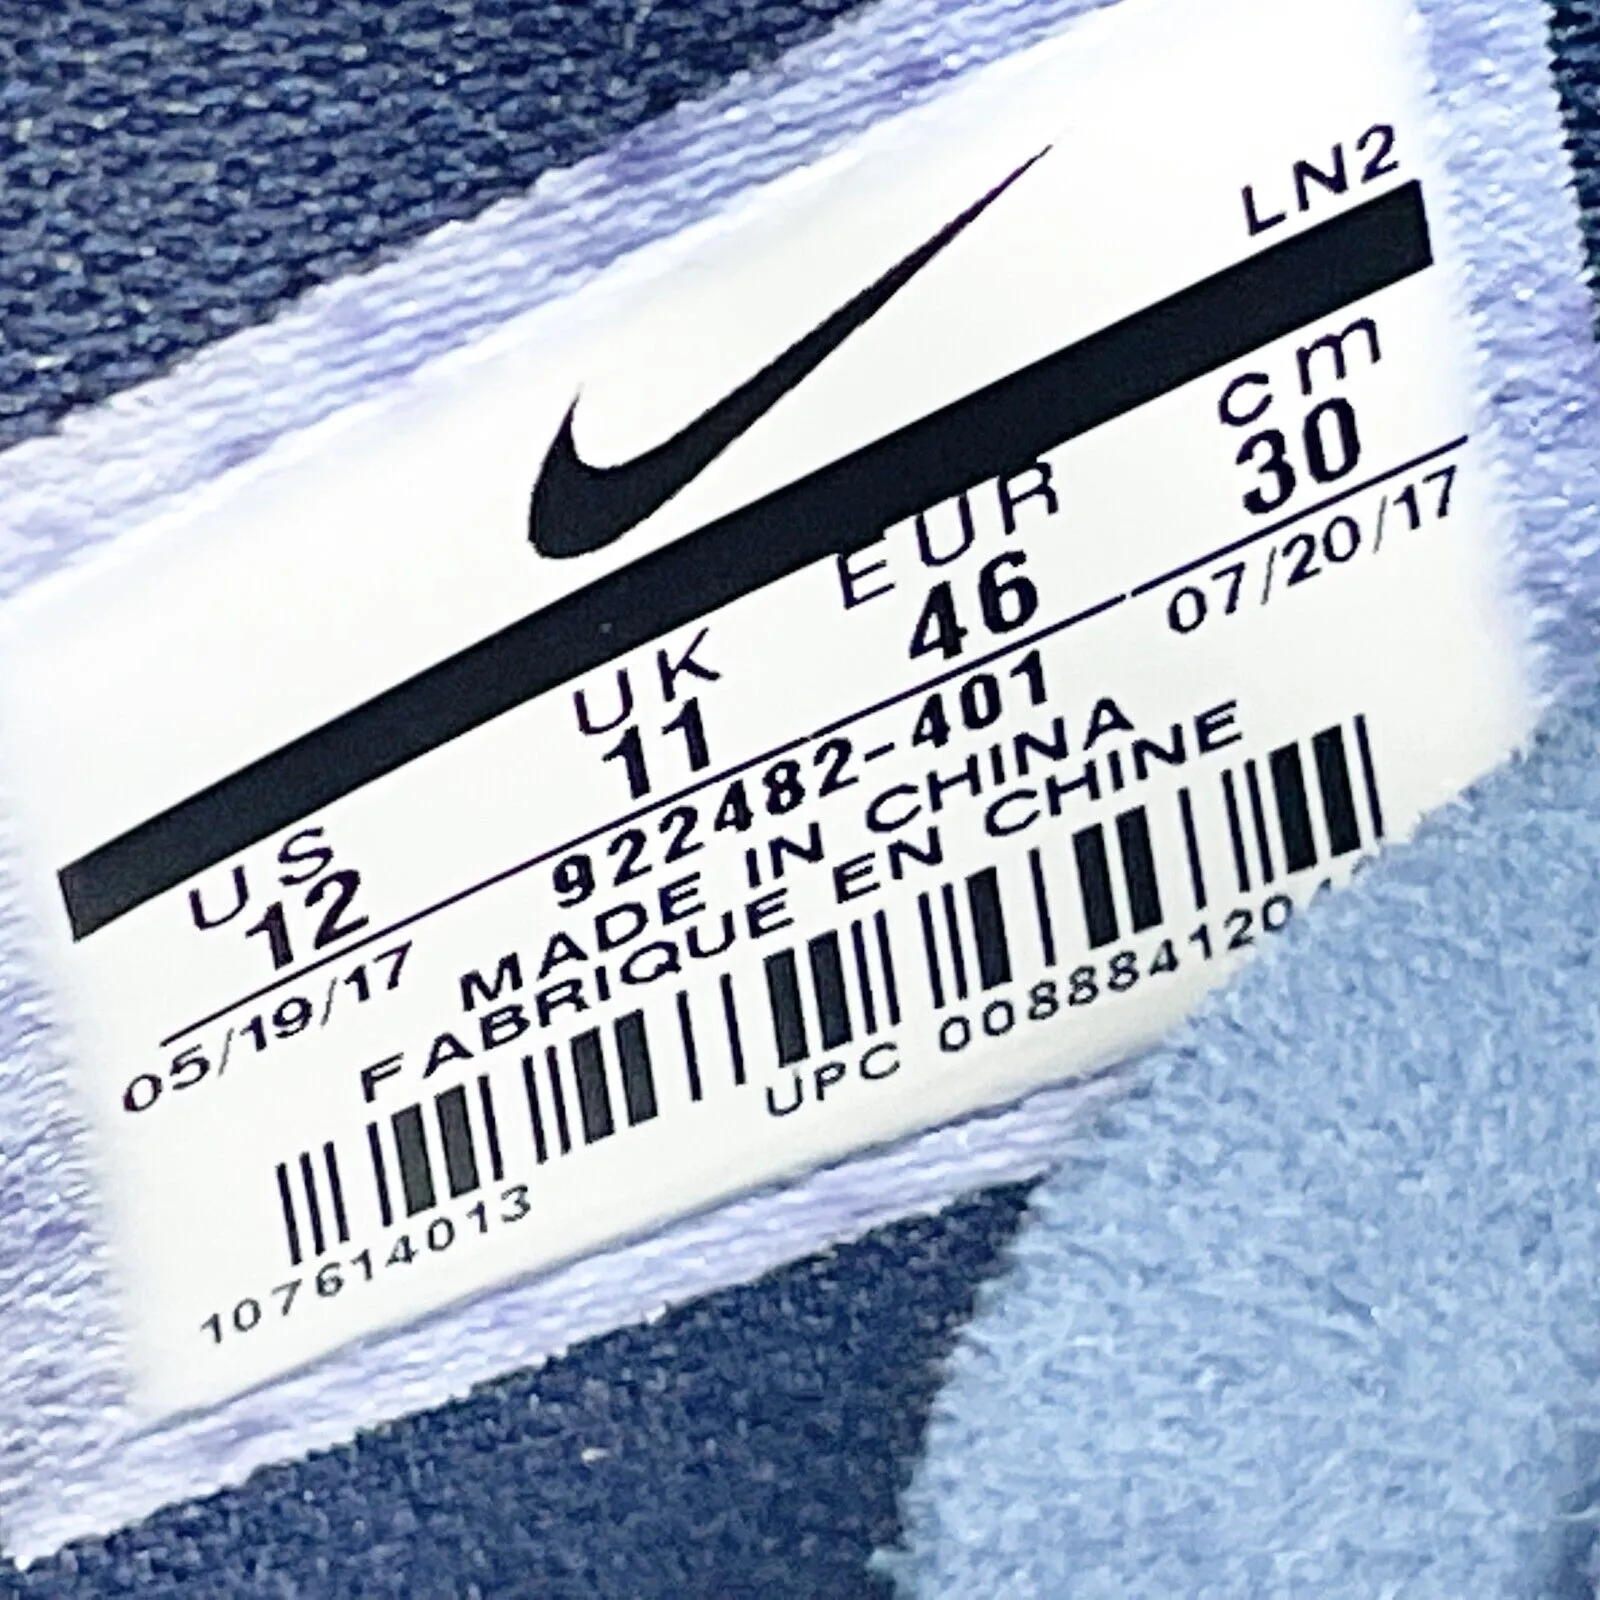 LN2
US UK EUR cm
12 11 46 30
05/19/17 922482-401 07/20/17
MADE IN CHINA
FABRIQUE EN CHINE
107614013 UPC